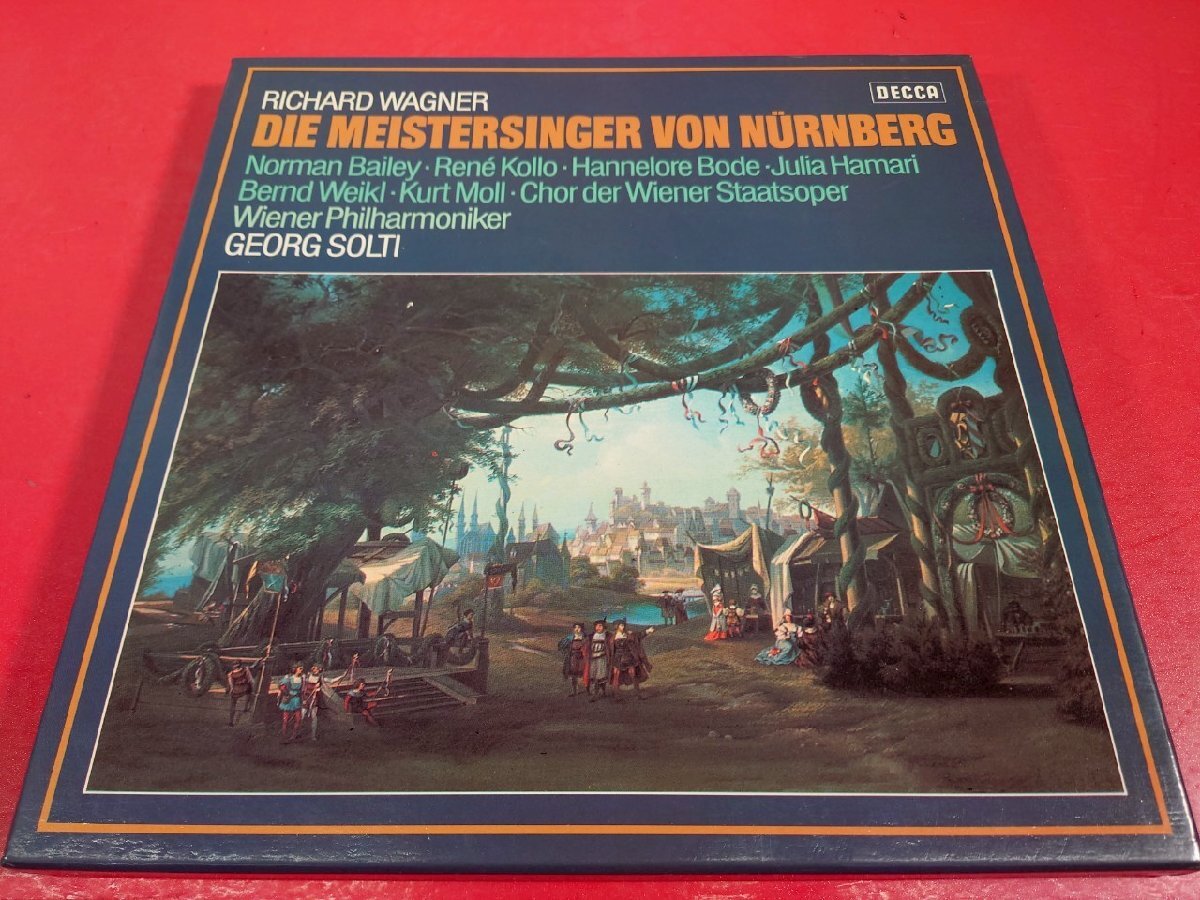 RICHARD WAGNER
DECCA
DIE MEISTERSINGER VON NÜRNBERG
Norman Bailey · René Kollo · Hannelore Bode · Julia Hamari
Bernd Weikl · Kurt Moll · Chor der Wiener Staatsoper
Wiener Philharmoniker
GEORG SOLTI